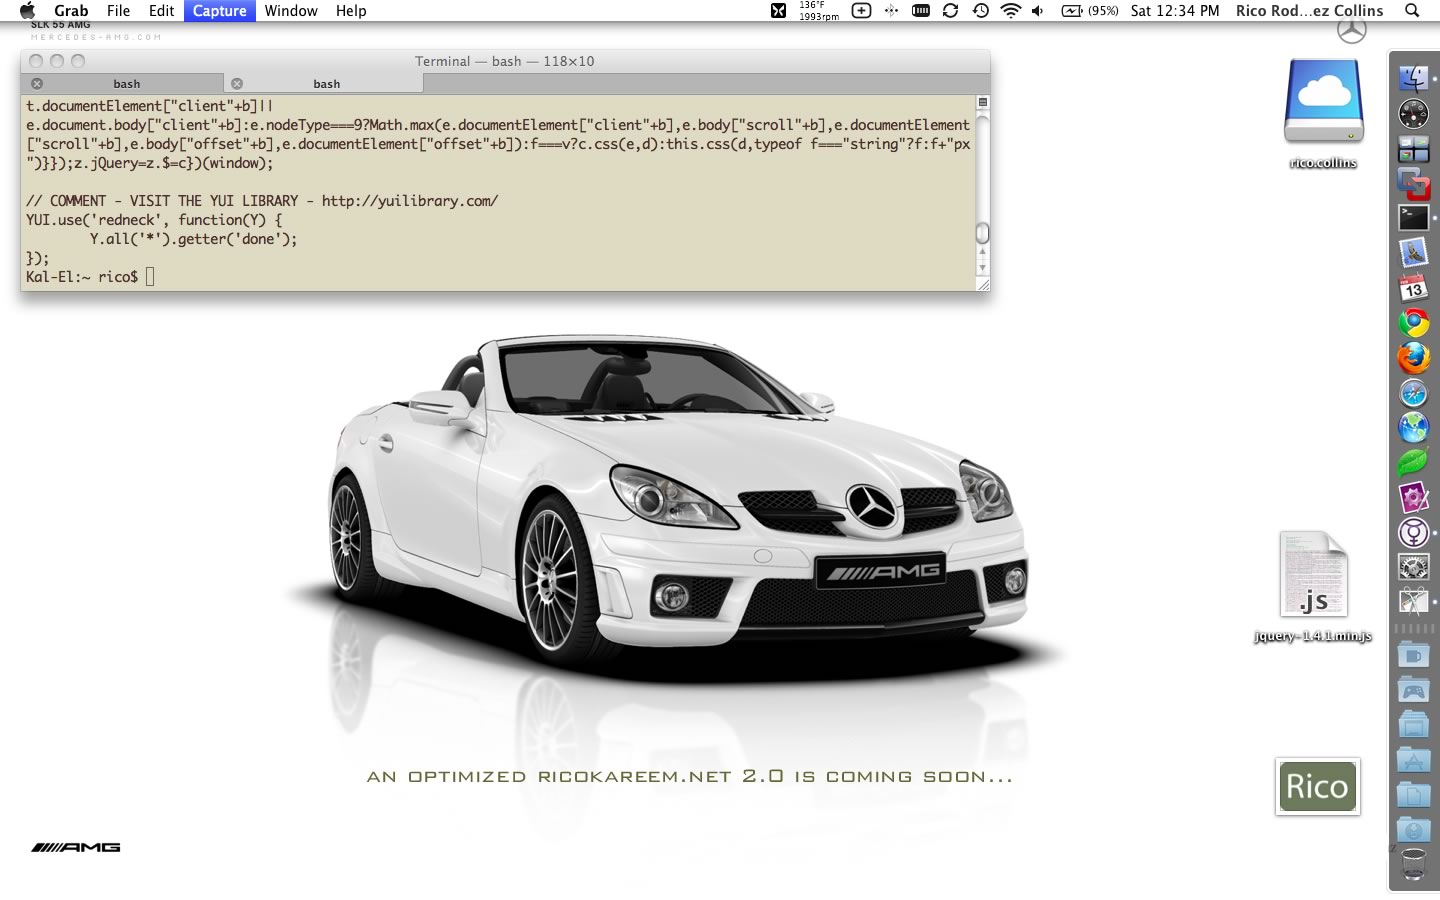 Grab File Edit Capture Window Help
136°F
1993rpm
(95%) Sat 12:34 PM Rico Rod...ez Collins
SLK 55 AMG
MERCEDES-AMG.COM
Terminal — bash — 118×10
bash bash
t.documentElement["client"+b]||
e.document.body["client"+b]:e.nodeType===9?Math.max(e.documentElement["client"+b],e.body["scroll"+b],e.documentElement
["scroll"+b],e.body["offset"+b],e.documentElement["offset"+b]):f===v?c.css(e,d):this.css(d,typeof f==="string"?f:f+"px
")}});z.jQuery=z.$=c})(window);
// COMMENT - VISIT THE YUI LIBRARY - http://yuilibrary.com/
YUI.use('redneck', function(Y) {
Y.all('*').getter('done');
});
Kal-El:~ rico$
rico.collins
13
AMG
.js
jquery-1.4.1.min.js
AN OPTIMIZED RICOKAREEM.NET 2.0 IS COMING SOON...
Rico
AMG